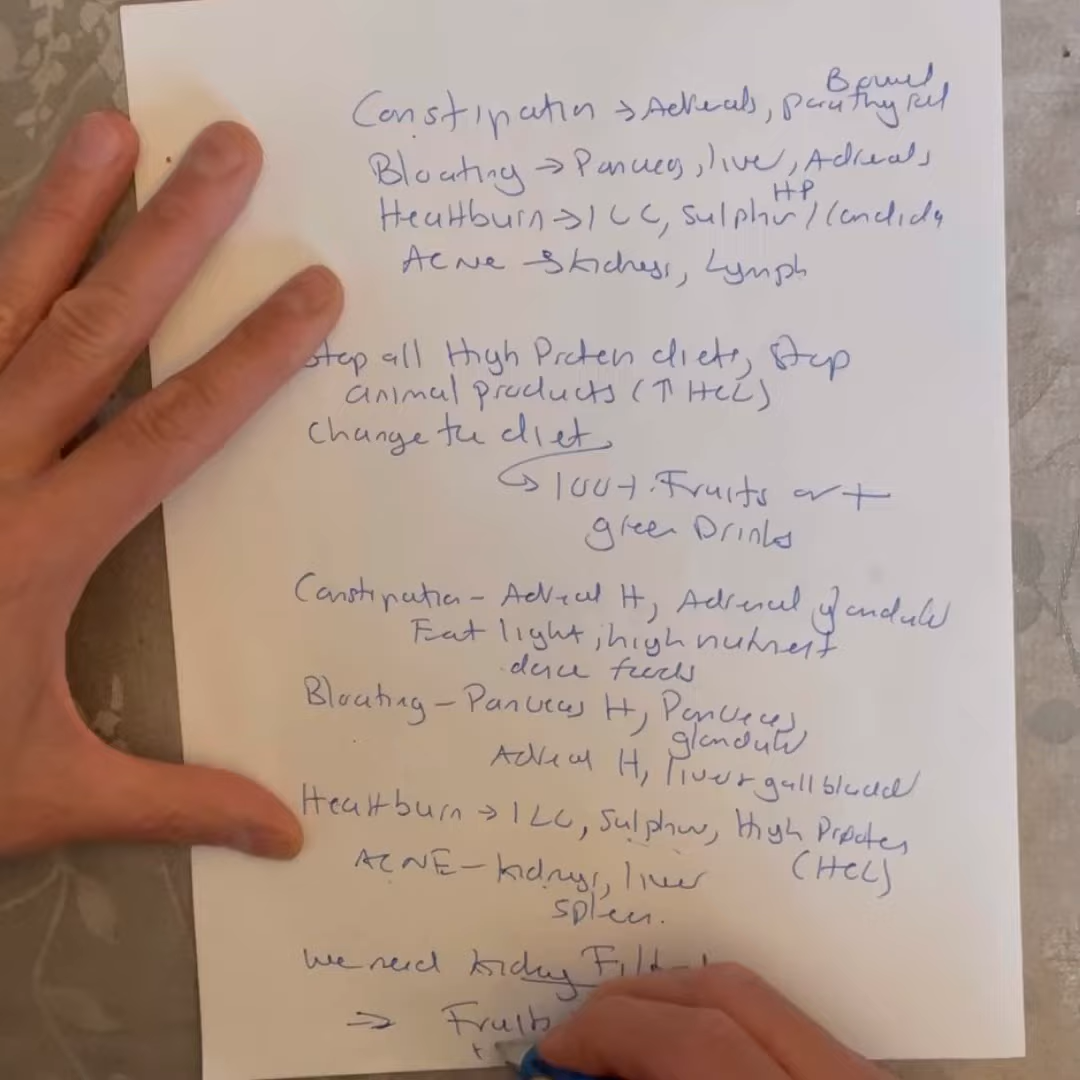 Bowel
Constipation → Adrenals, parathyroid
Bloating → Pancreas, liver, Adrenals
HP
Heartburn → ICC, Sulphur / Candida
Acne → kidneys, Lymph
Stop all High Protein diets, Stop
animal products (↑ HCL)
Change the diet
↳ 100% Fruits or +
green Drinks
Constipation - Adrenal H, Adrenal glandular
Eat light, high nutrient
dense foods
Bloating - Pancreas H, Pancreas
glandular
Adrenal H, liver + gallbladder
Heartburn → ICC, Sulphur, High Protein
(HCL)
ACNE - kidneys, liver
spleen.
We need kidney
⇒ Fruits